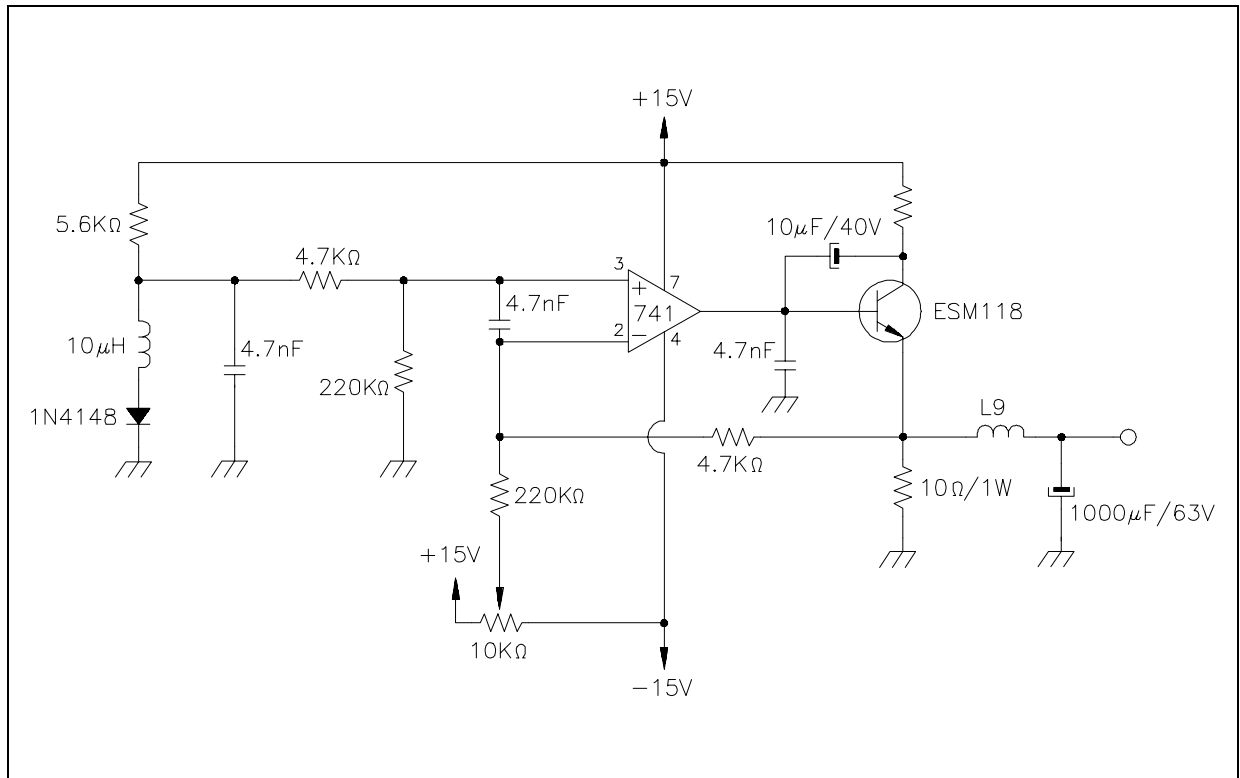 +15V
5.6KΩ
10μF/40V
4.7KΩ
3
7
+
741
4.7nF
ESM118
2
−
4
10μH
4.7nF
4.7nF
220KΩ
1N4148
L9
4.7KΩ
220KΩ
10Ω/1W
1000μF/63V
+15V
10KΩ
−15V